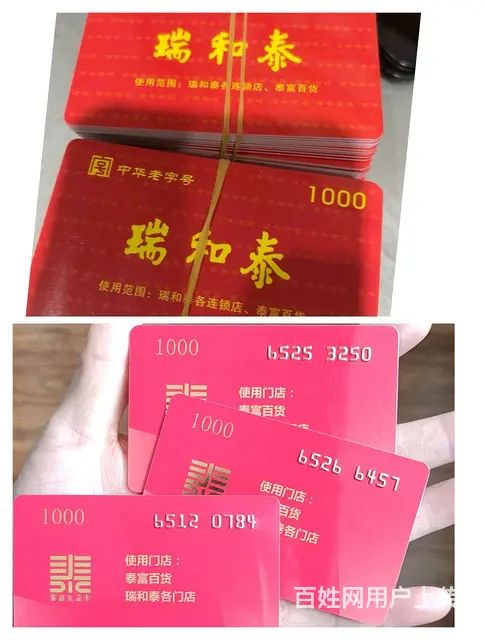 瑞和泰
使用范围：瑞和泰各连锁店、泰富百货
中华老字号
1000
瑞和泰
使用范围：瑞和泰各连锁店、泰富百货
1000
6525 3250
使用门店：
泰富百货
门店
1000
6526 6457
使用门店：
百货
泰各门店
1000
6512 0784
使用门店：
泰富百货
瑞和泰各门店
百姓网用户上传